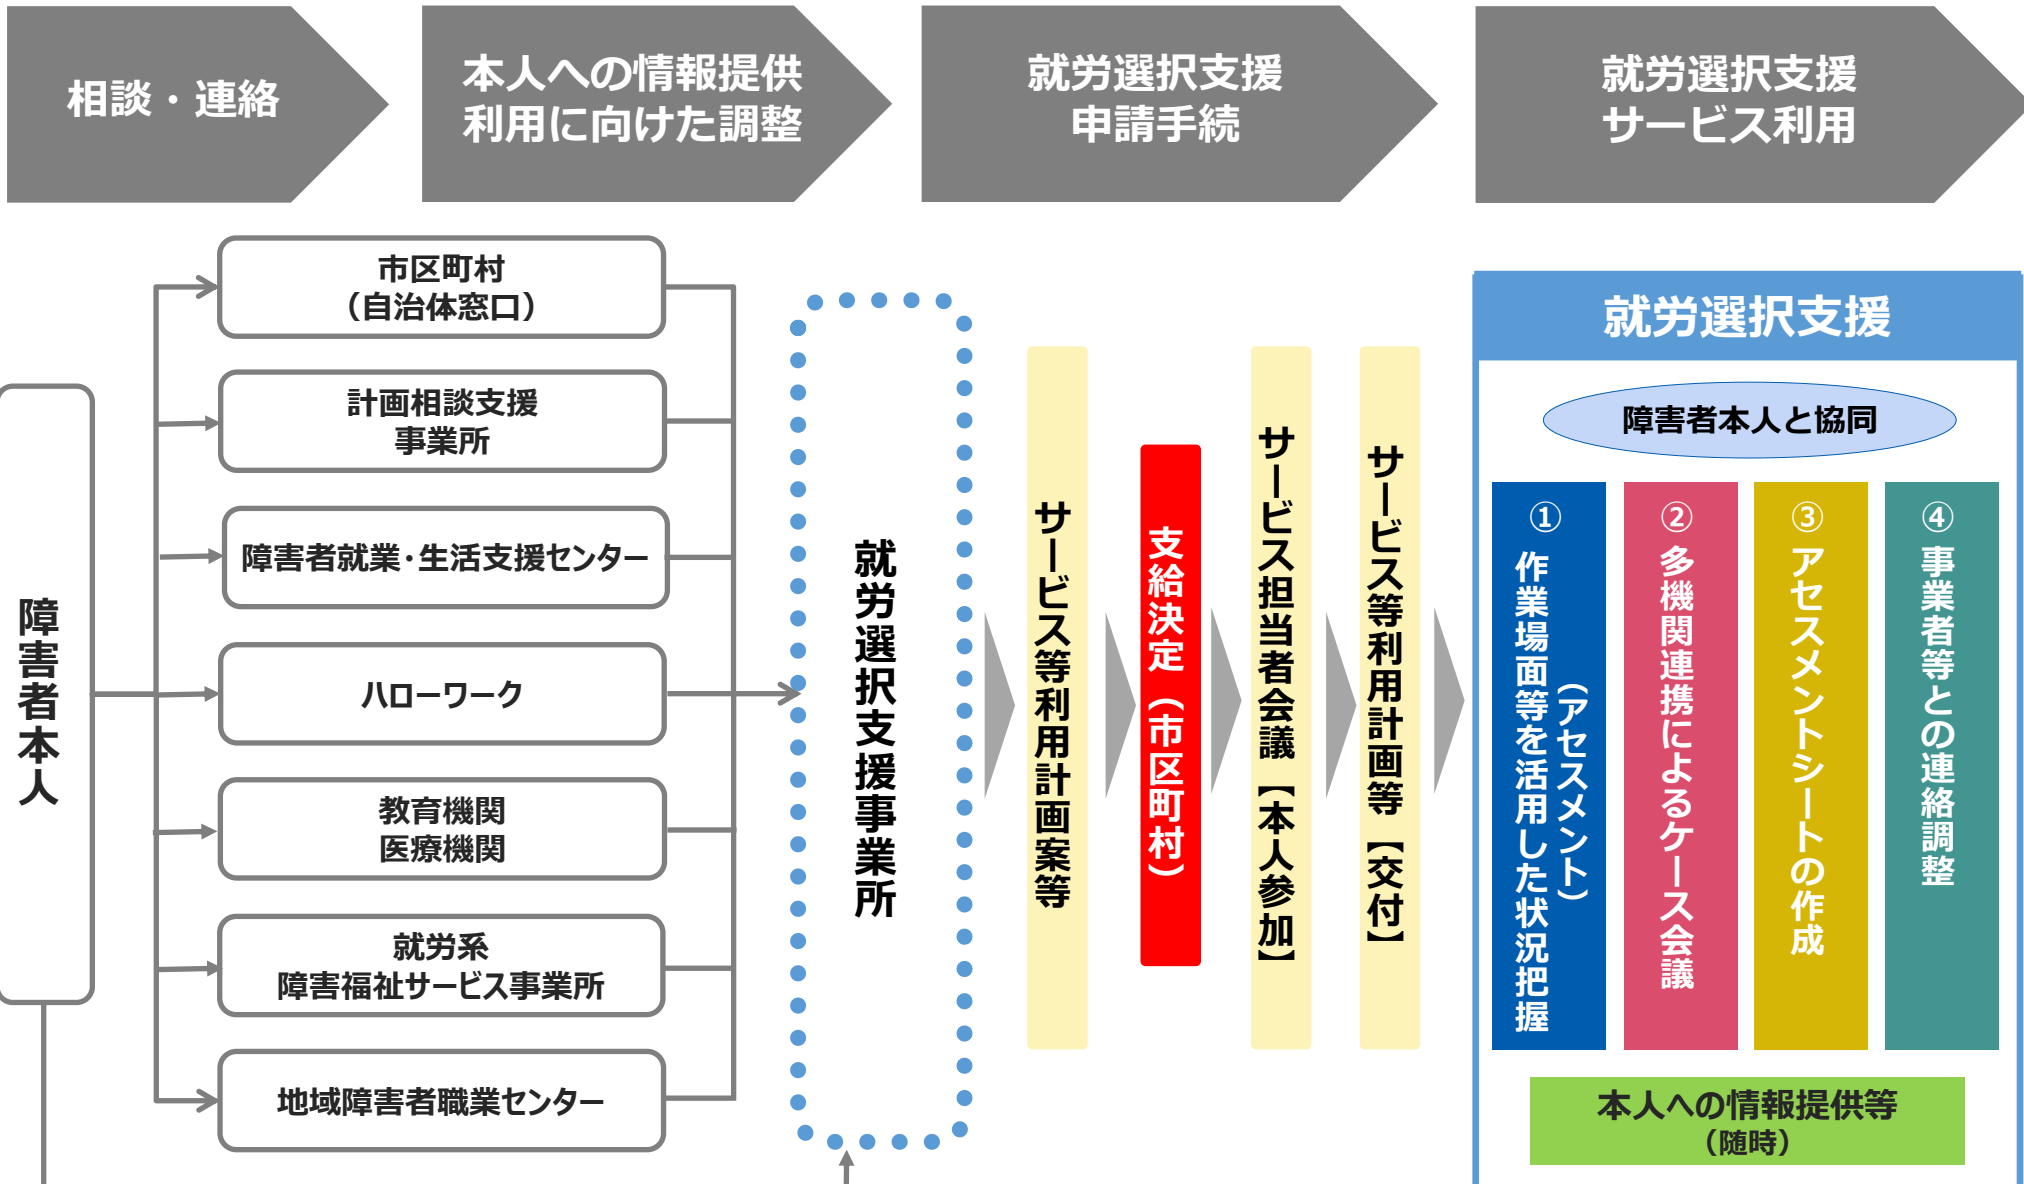 相談・連絡
本人への情報提供
利用に向けた調整
就労選択支援
申請手続
就労選択支援
サービス利用
障害者本人
市区町村
（自治体窓口）
計画相談支援
事業所
障害者就業・生活支援センター
ハローワーク
教育機関
医療機関
就労系
障害福祉サービス事業所
地域障害者職業センター
就労選択支援事業所
サービス等利用計画案等
支給決定（市区町村）
サービス担当者会議【本人参加】
サービス等利用計画等【交付】
就労選択支援
障害者本人と協同
①
作業場面等を活用した状況把握
（アセスメント）
②多機関連携によるケース会議
③アセスメントシートの作成
④事業者等との連絡調整
本人への情報提供等
（随時）